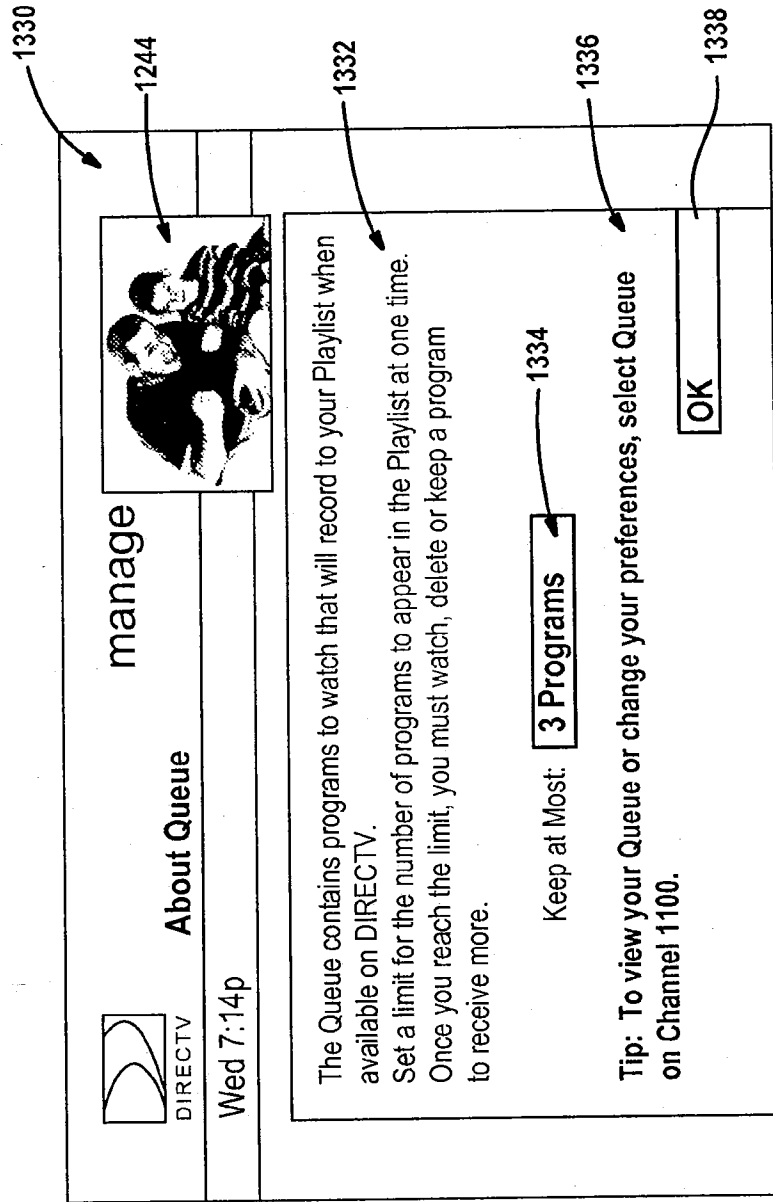 DIRECTV
About Queue
manage
Wed 7:14p
The Queue contains programs to watch that will record to your Playlist when
available on DIRECTV.
Set a limit for the number of programs to appear in the Playlist at one time.
Once you reach the limit, you must watch, delete or keep a program
to receive more.
Keep at Most: 3 Programs
Tip: To view your Queue or change your preferences, select Queue
on Channel 1100.
OK
1330
1244
1332
1334
1336
1338